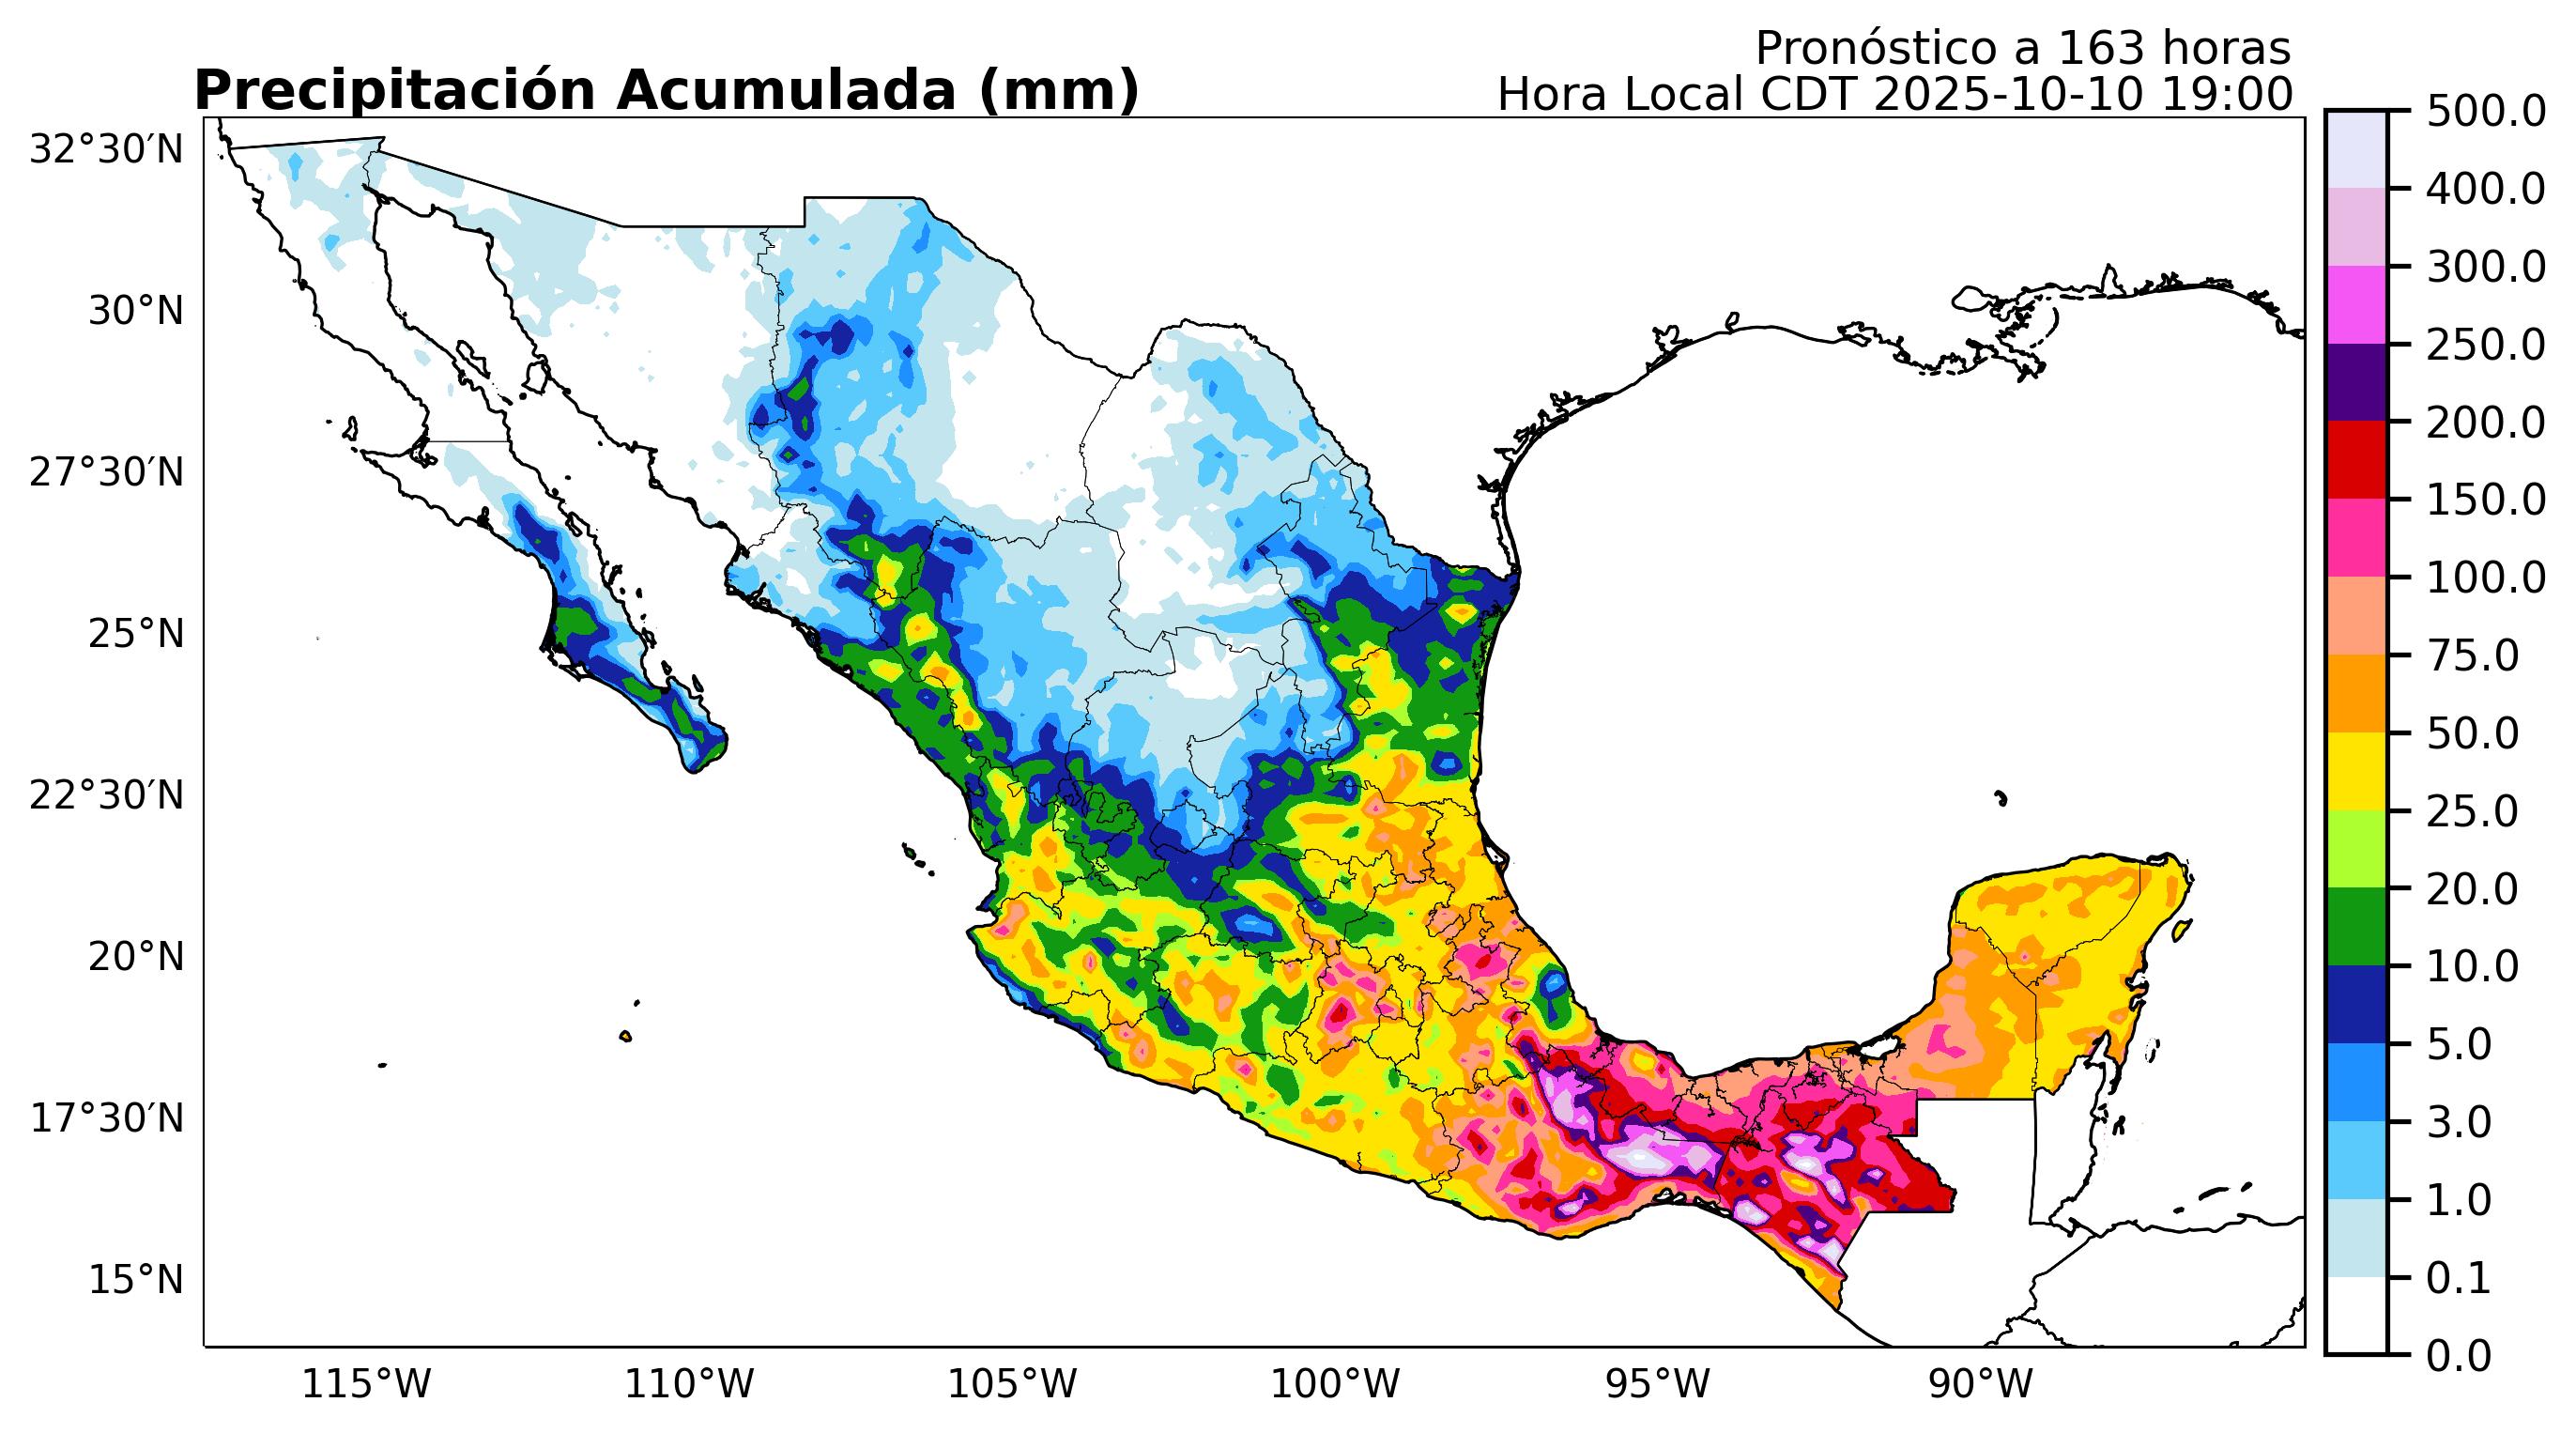 Pronóstico a 163 horas
Precipitación Acumulada (mm)
Hora Local CDT 2025-10-10 19:00
32°30′N
30°N
27°30′N
25°N
22°30′N
20°N
17°30′N
15°N
115°W
110°W
105°W
100°W
95°W
90°W
500.0
400.0
300.0
250.0
200.0
150.0
100.0
75.0
50.0
25.0
20.0
10.0
5.0
3.0
1.0
0.1
0.0